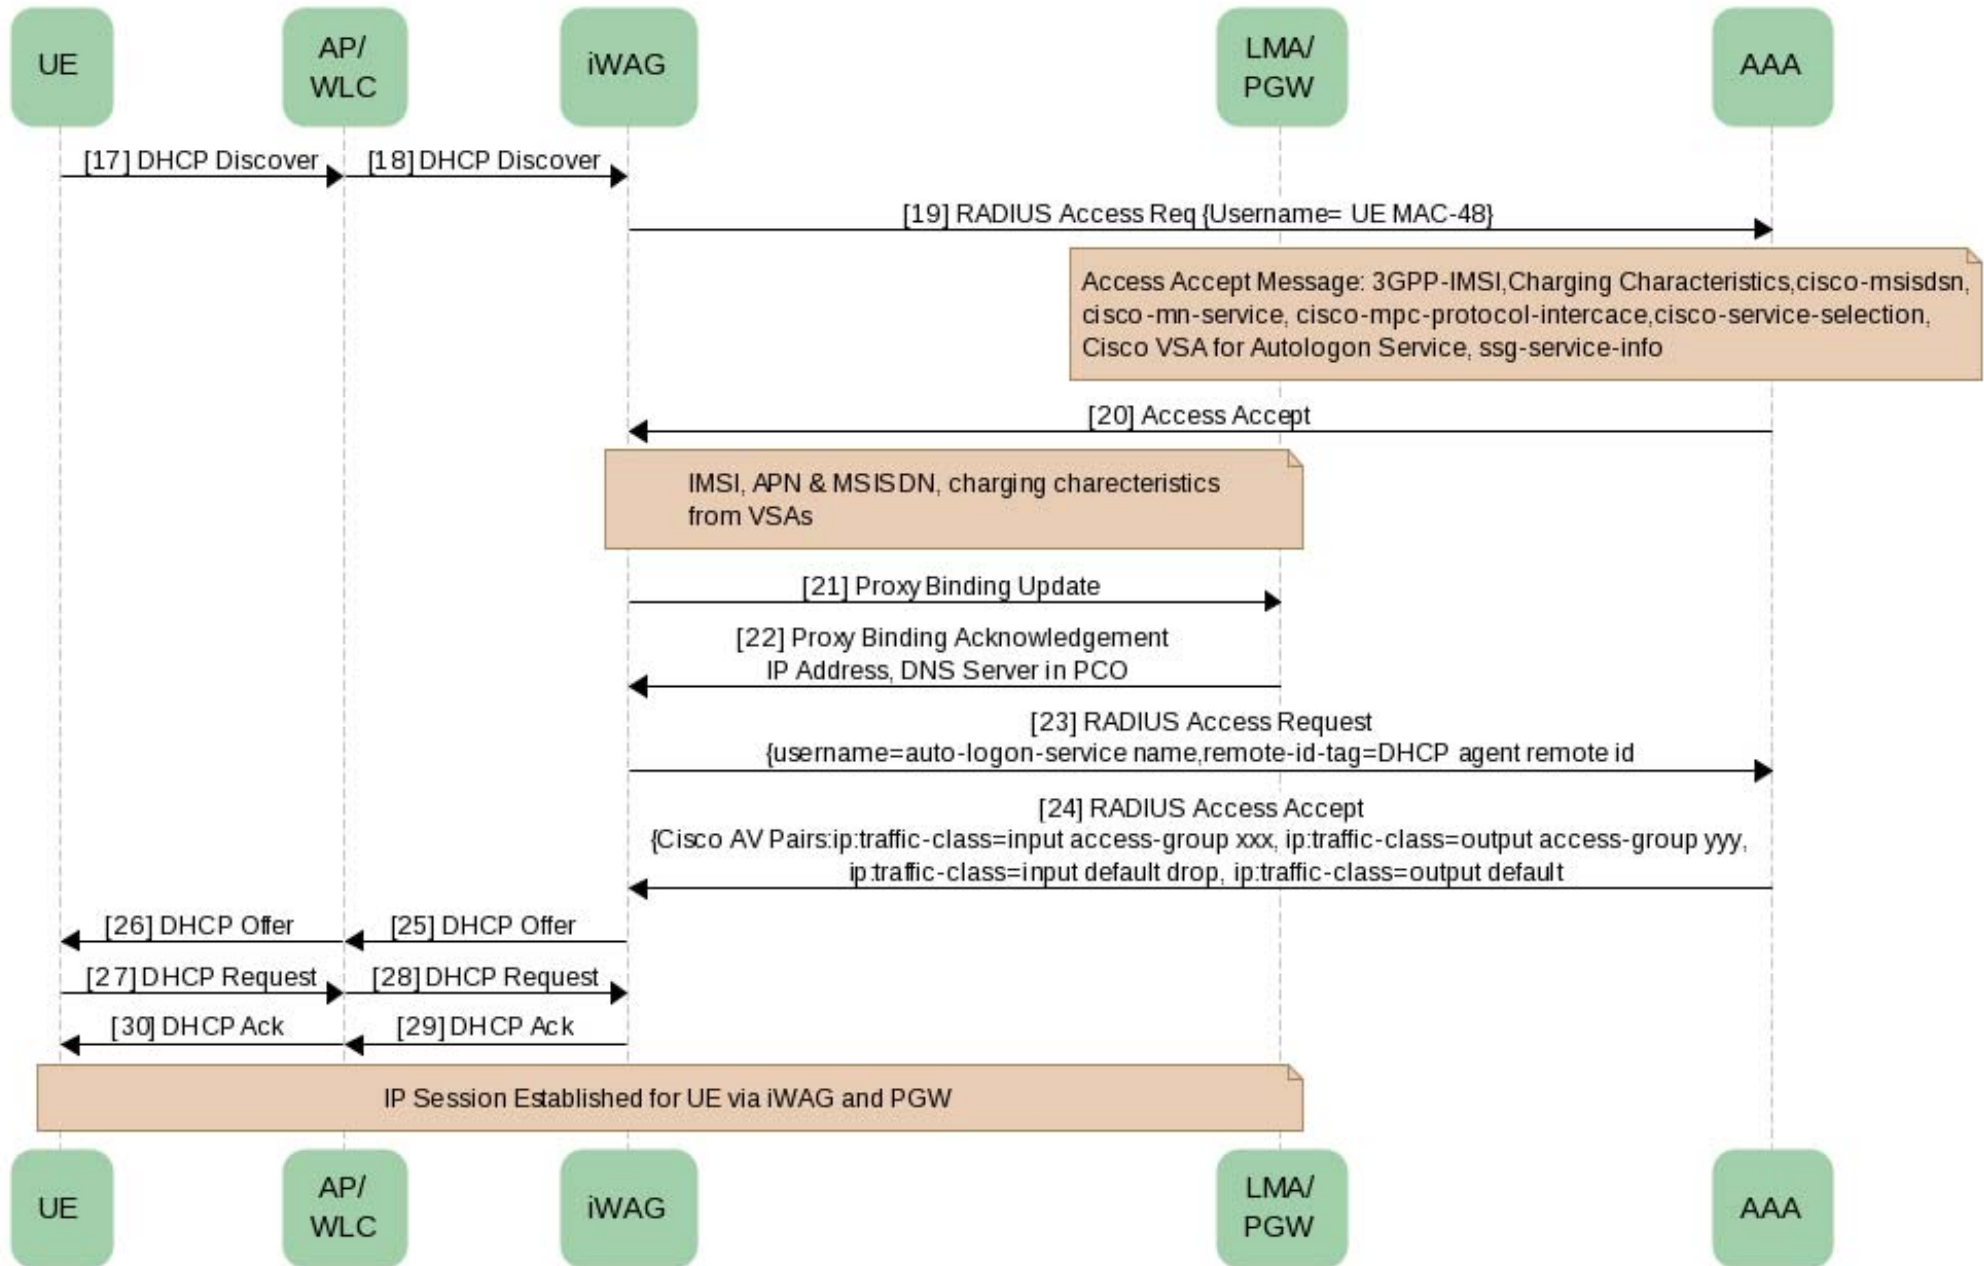 UE
AP/
WLC
iWAG
LMA/
PGW
AAA
[17] DHCP Discover
[18] DHCP Discover
[19] RADIUS Access Req {Username= UE MAC-48}
Access Accept Message: 3GPP-IMSI,Charging Characteristics,cisco-msisdsn,
cisco-mn-service, cisco-mpc-protocol-intercace,cisco-service-selection,
Cisco VSA for Autologon Service, ssg-service-info
[20] Access Accept
IMSI, APN & MSISDN, charging charecteristics
from VSAs
[21] Proxy Binding Update
[22] Proxy Binding Acknowledgement
IP Address, DNS Server in PCO
[23] RADIUS Access Request
{username=auto-logon-service name,remote-id-tag=DHCP agent remote id
[24] RADIUS Access Accept
{Cisco AV Pairs:ip:traffic-class=input access-group xxx, ip:traffic-class=output access-group yyy,
ip:traffic-class=input default drop, ip:traffic-class=output default
[26] DHCP Offer
[25] DHCP Offer
[27] DHCP Request
[28] DHCP Request
[30] DHCP Ack
[29] DHCP Ack
IP Session Established for UE via iWAG and PGW
UE
AP/
WLC
iWAG
LMA/
PGW
AAA